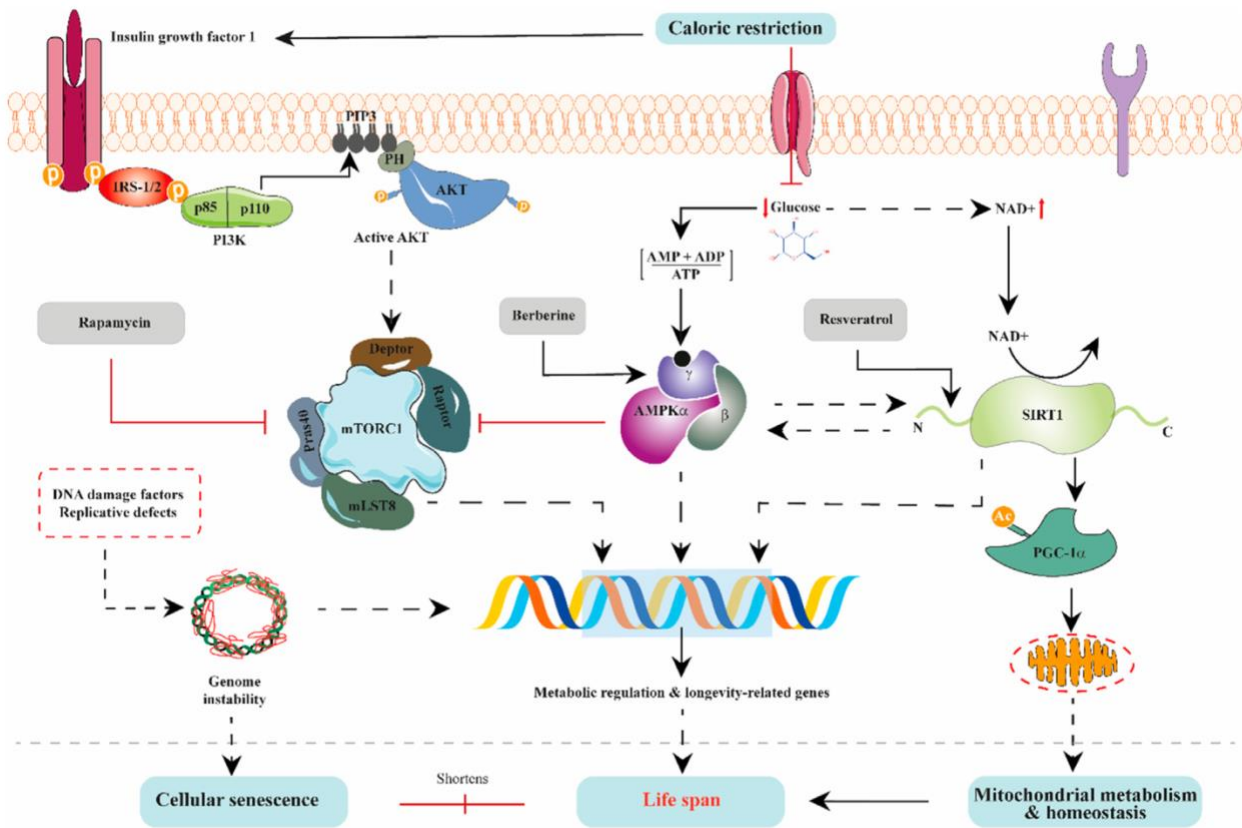 Insulin growth factor 1
Caloric restriction
PIP3
PH
AKT
P
P
P
P
P
IRS-1/2
p85
p110
PI3K
Active AKT
Glucose
NAD+
[AMP + ADP
ATP]
Rapamycin
Berberine
Resveratrol
NAD+
Deptor
Raptor
mTORC1
Pras40
mLST8
γ
AMPKα
β
N
SIRT1
C
DNA damage factors
Replicative defects
Ac
PGC-1α
Genome
instability
Metabolic regulation & longevity-related genes
Cellular senescence
Shortens
Life span
Mitochondrial metabolism
& homeostasis